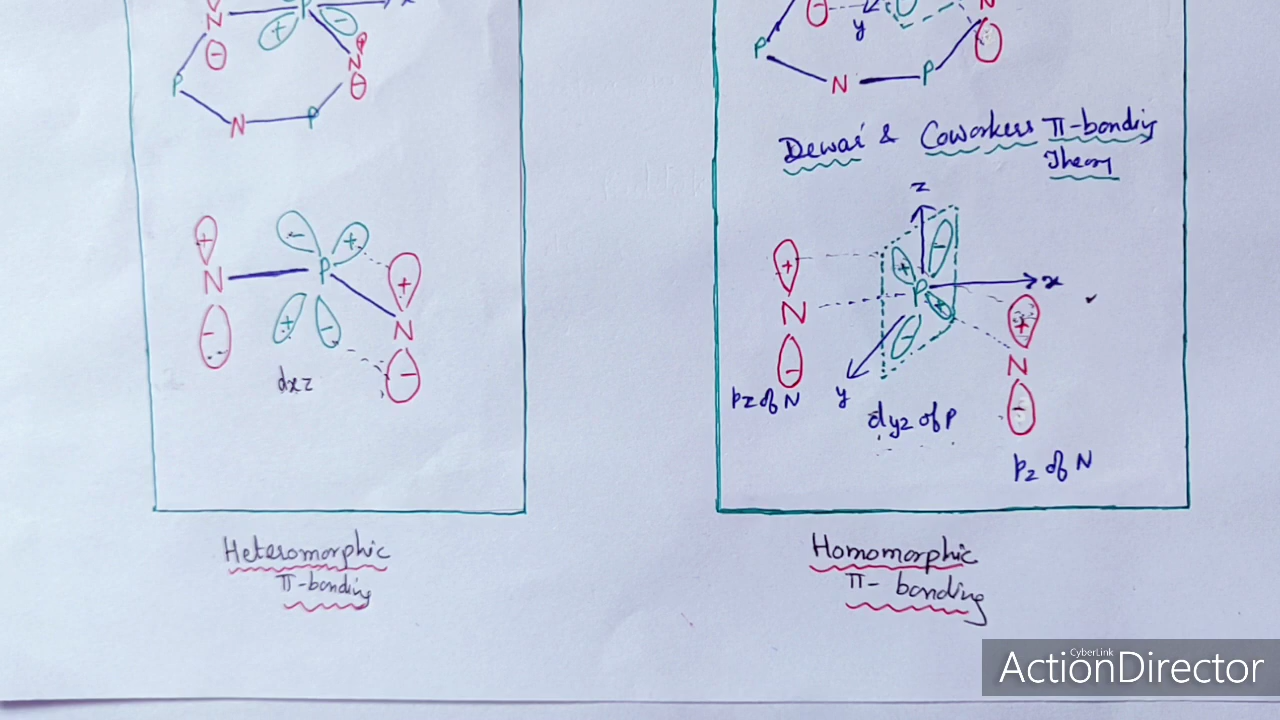 N
P
x
+
-
-
N
-
P
N
P
y
N
P
N
P
Dewar & Coworkers π-bonding
Theory
+
N
-
-
+
P
+
-
dxz
+
N
-
z
+
N
-
pz of N
+
-
P
+
-
x
y
dyz of P
+
N
-
pz of N
Heteromorphic
π-bonding
Homomorphic
π- bonding
CyberLink
ActionDirector